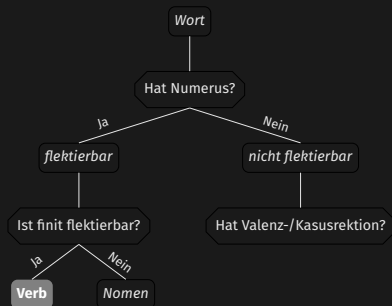 Wort
Hat Numerus?
Ja
Nein
flektierbar
nicht flektierbar
Ist finit flektierbar?
Hat Valenz-/Kasusrektion?
Ja
Nein
Verb
Nomen